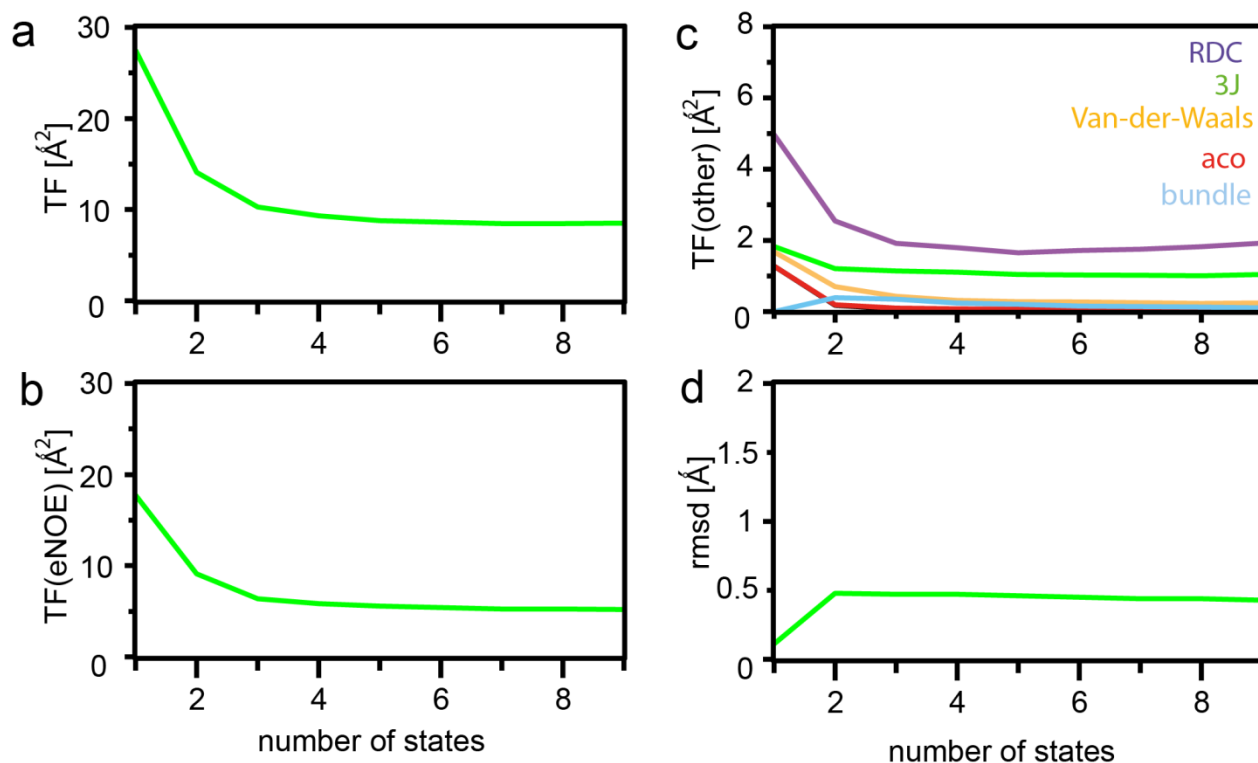 a
TF [Å²]
30
20
10
0
2 4 6 8
b
TF(eNOE) [Å²]
30
20
10
0
2 4 6 8
number of states
c
TF(other) [Å²]
8
6
4
2
0
RDC
3J
Van-der-Waals
aco
bundle
2 4 6 8
d
rmsd [Å]
2
1.5
1
0.5
0
2 4 6 8
number of states